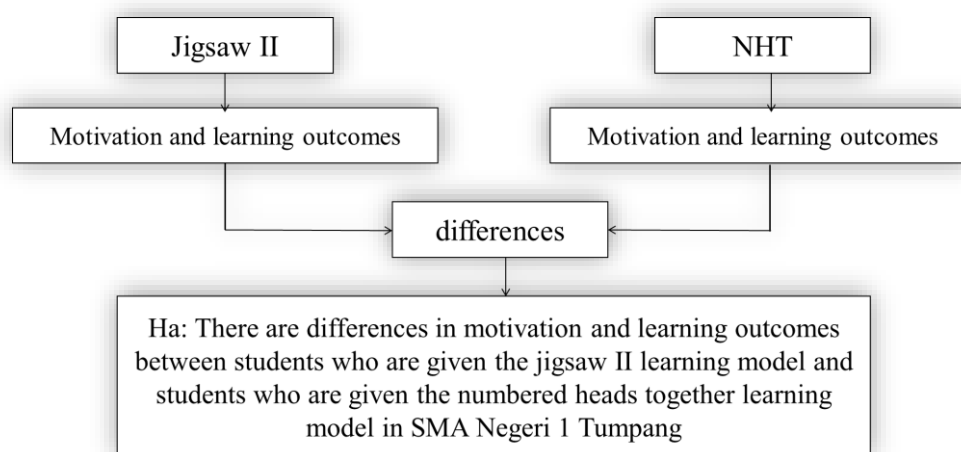 Jigsaw II
NHT
Motivation and learning outcomes
Motivation and learning outcomes
differences
Ha: There are differences in motivation and learning outcomes
between students who are given the jigsaw II learning model and
students who are given the numbered heads together learning
model in SMA Negeri 1 Tumpang